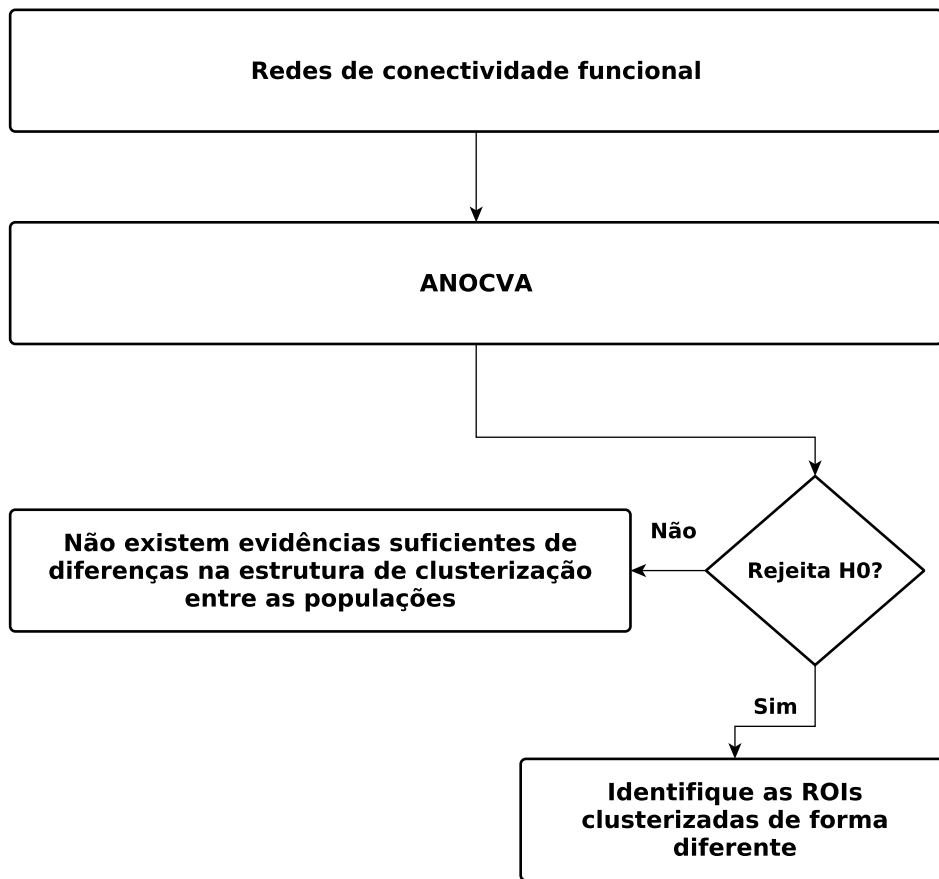 Redes de conectividade funcional
ANOCVA
Não
Não existem evidências suficientes de
diferenças na estrutura de clusterização
entre as populações
Rejeita H0?
Sim
Identifique as ROIs
clusterizadas de forma
diferente